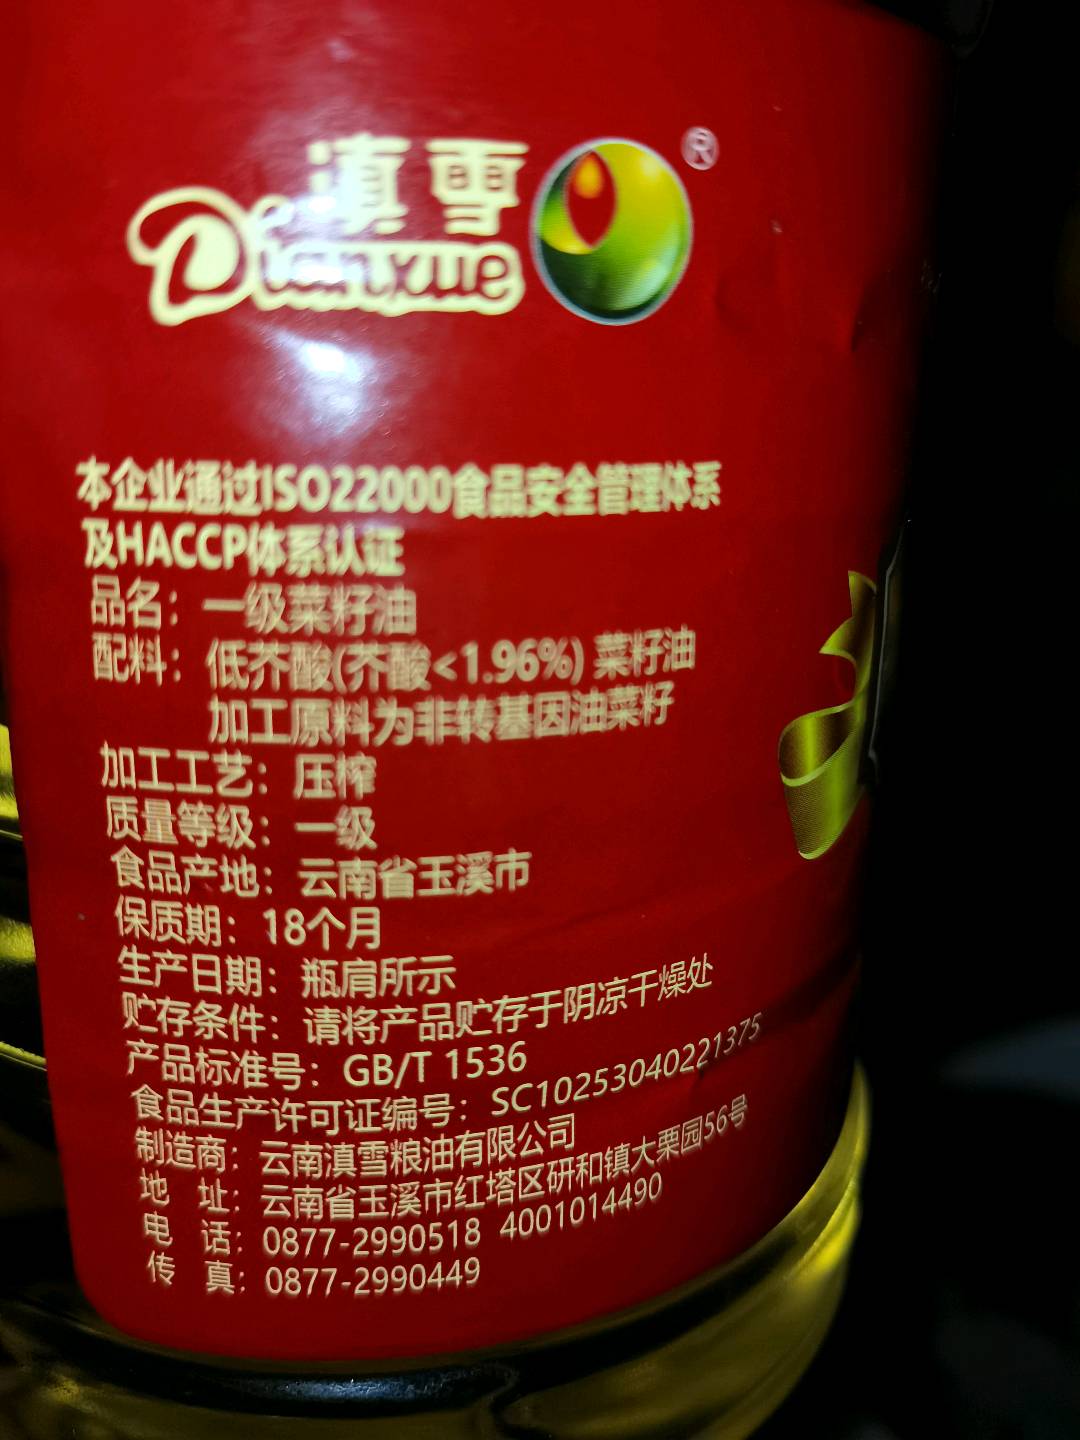 滇雪
Dianxue
®
本企业通过ISO22000食品安全管理体系
及HACCP体系认证
品名：一级菜籽油
配料：低芥酸(芥酸<1.96%) 菜籽油
加工原料为非转基因油菜籽
加工工艺：压榨
质量等级：一级
食品产地：云南省玉溪市
保质期：18个月
生产日期：瓶肩所示
贮存条件：请将产品贮存于阴凉干燥处
产品标准号：GB/T 1536
食品生产许可证编号：SC10253040221375
制造商：云南滇雪粮油有限公司
地 址：云南省玉溪市红塔区研和镇大栗园56号
电 话：0877-2990518 4001014490
传 真：0877-2990449